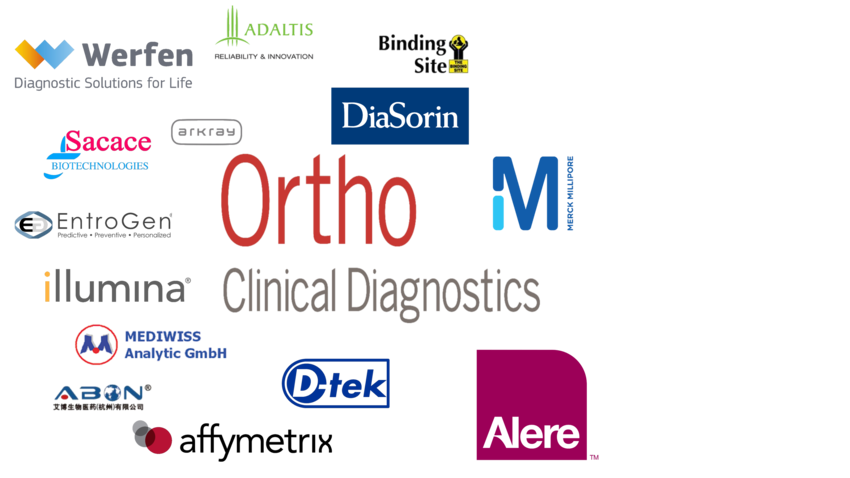 ADALTIS
RELIABILITY & INNOVATION
Werfen
Diagnostic Solutions for Life
Binding
Site
THE
BINDING
SITE
DiaSorin
arkray
Sacace
BIOTECHNOLOGIES
Ortho
Clinical Diagnostics
M
MERCK MILLIPORE
EG
EntroGen
Predictive • Preventive • Personalized
illumina®
MEDIWISS
Analytic GmbH
D-tek
ABON®
艾博生物医药(杭州)有限公司
Alere
TM
affymetrix